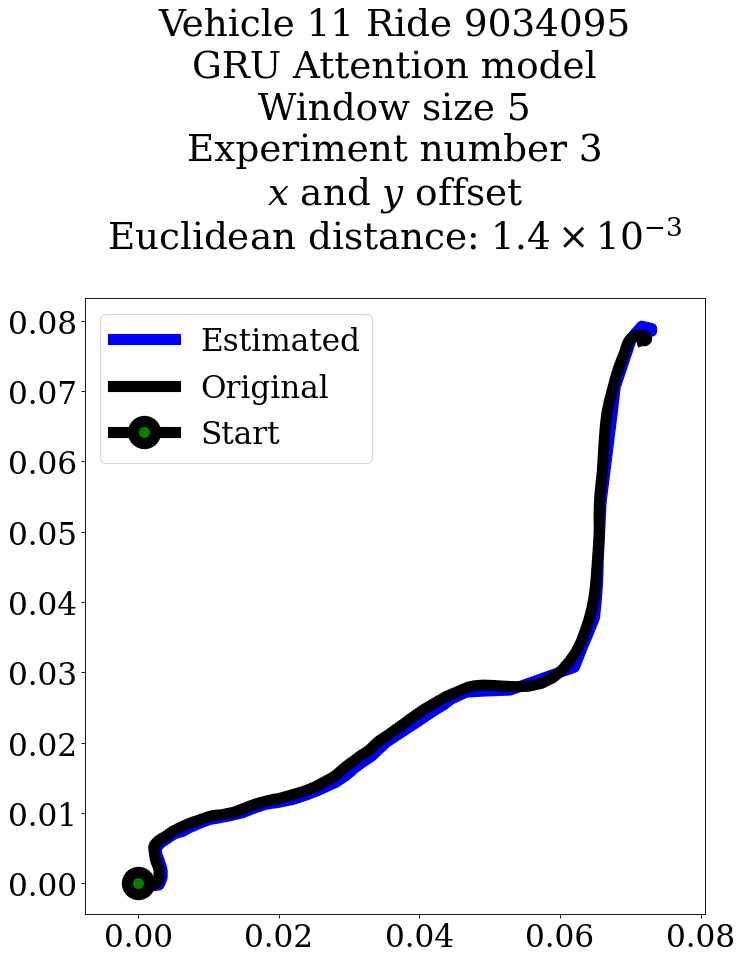 Vehicle 11 Ride 9034095
GRU Attention model
Window size 5
Experiment number 3
x and y offset
Euclidean distance: 1.4 × 10⁻³
Estimated
Original
Start
0.08
0.07
0.06
0.05
0.04
0.03
0.02
0.01
0.00
0.00 0.02 0.04 0.06 0.08